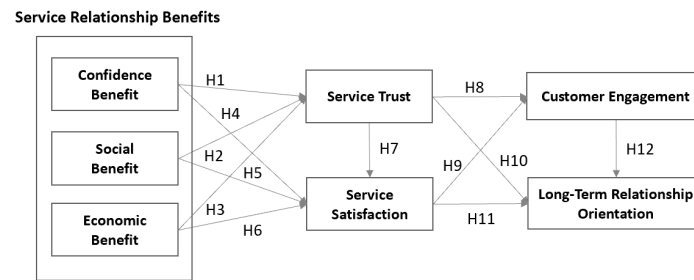 Service Relationship Benefits
Confidence
Benefit
Social
Benefit
Economic
Benefit
H1
H4
H2
H5
H3
H6
Service Trust
H7
Service
Satisfaction
H8
H9
H10
H11
Customer Engagement
H12
Long-Term Relationship
Orientation